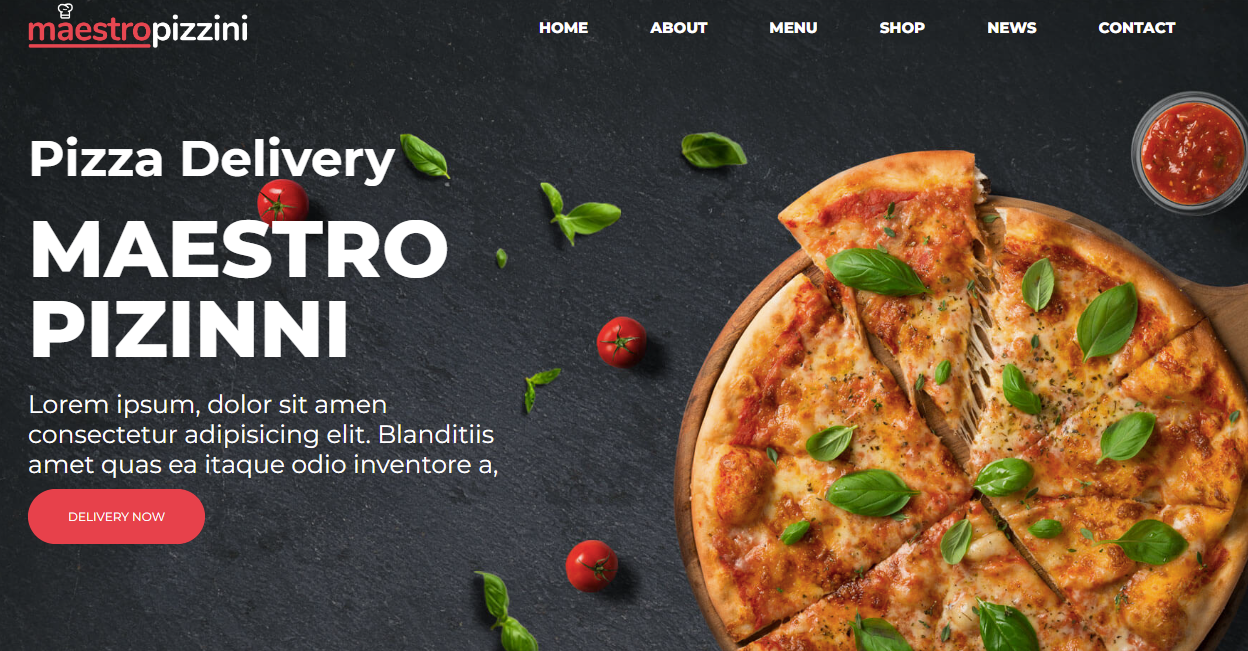 maestropizzini
HOME ABOUT MENU SHOP NEWS CONTACT
Pizza Delivery
MAESTRO
PIZINNI
Lorem ipsum, dolor sit amen
consectetur adipisicing elit. Blanditiis
amet quas ea itaque odio inventore a,
DELIVERY NOW